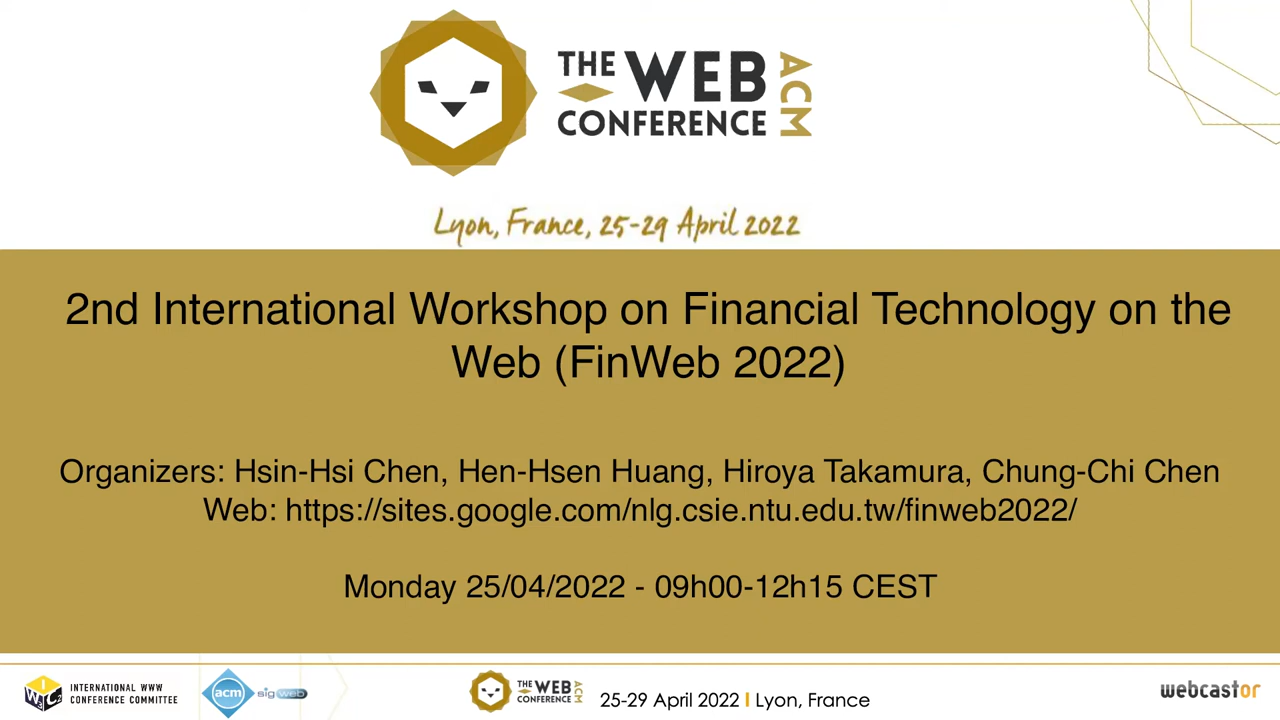 THE WEB
CONFERENCE
ACM
Lyon, France, 25-29 April 2022
2nd International Workshop on Financial Technology on the
Web (FinWeb 2022)
Organizers: Hsin-Hsi Chen, Hen-Hsen Huang, Hiroya Takamura, Chung-Chi Chen
Web: https://sites.google.com/nlg.csie.ntu.edu.tw/finweb2022/
Monday 25/04/2022 - 09h00-12h15 CEST
INTERNATIONAL WWW
CONFERENCE COMMITTEE
acm
sigweb
THE WEB
CONFERENCE
ACM
25-29 April 2022 I Lyon, France
webcastor